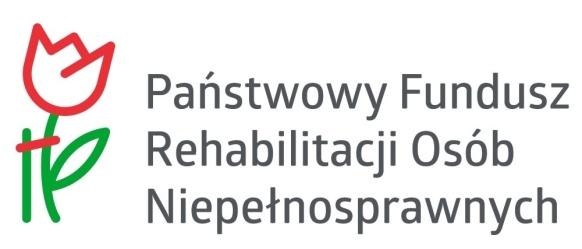 Państwowy Fundusz
Rehabilitacji Osób
Niepełnosprawnych